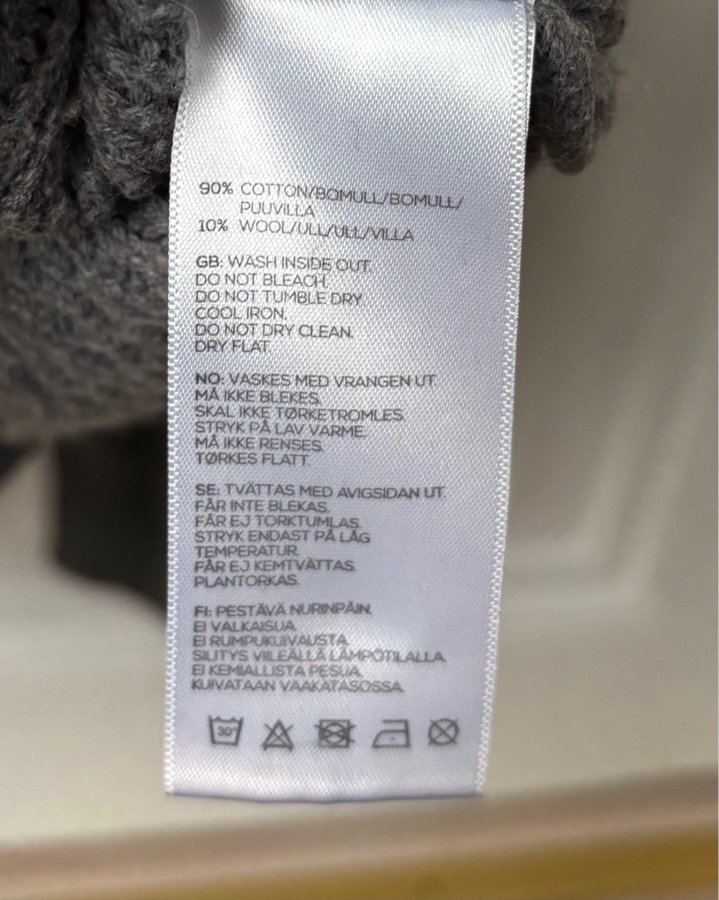 90% COTTON/BOMULL/BOMULL/
PUUVILLA
10% WOOL/ULL/ULL/VILLA
GB: WASH INSIDE OUT.
DO NOT BLEACH.
DO NOT TUMBLE DRY.
COOL IRON.
DO NOT DRY CLEAN.
DRY FLAT.
NO: VASKES MED VRANGEN UT.
MÅ IKKE BLEKES.
SKAL IKKE TØRKETROMLES.
STRYK PÅ LAV VARME.
MÅ IKKE RENSES.
TØRKES FLATT.
SE: TVÄTTAS MED AVIGSIDAN UT.
FÅR INTE BLEKAS.
FÅR EJ TORKTUMLAS.
STRYK ENDAST PÅ LÅG
TEMPERATUR.
FÅR EJ KEMTVÄTTAS.
PLANTORKAS.
FI: PESTÄVÄ NURINPÄIN.
EI VALKAISUA.
EI RUMPUKUIVAUSTA.
SILITYS VIILEÄLLÄ LÄMPÖTILALLA.
EI KEMIALLISTA PESUA.
KUIVATAAN VAAKATASOSSA.
30°